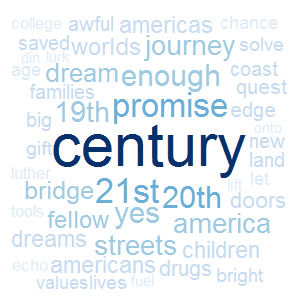 college awful americas chance
saved worlds journey solve
din lurk
age dream enough coast
families quest
19th promise edge
big onto
century new
gift land
luther bridge 21st 20th lift let
tools fellow yes doors
america
dreams streets children
echo americans drugs bright
values lives fuel